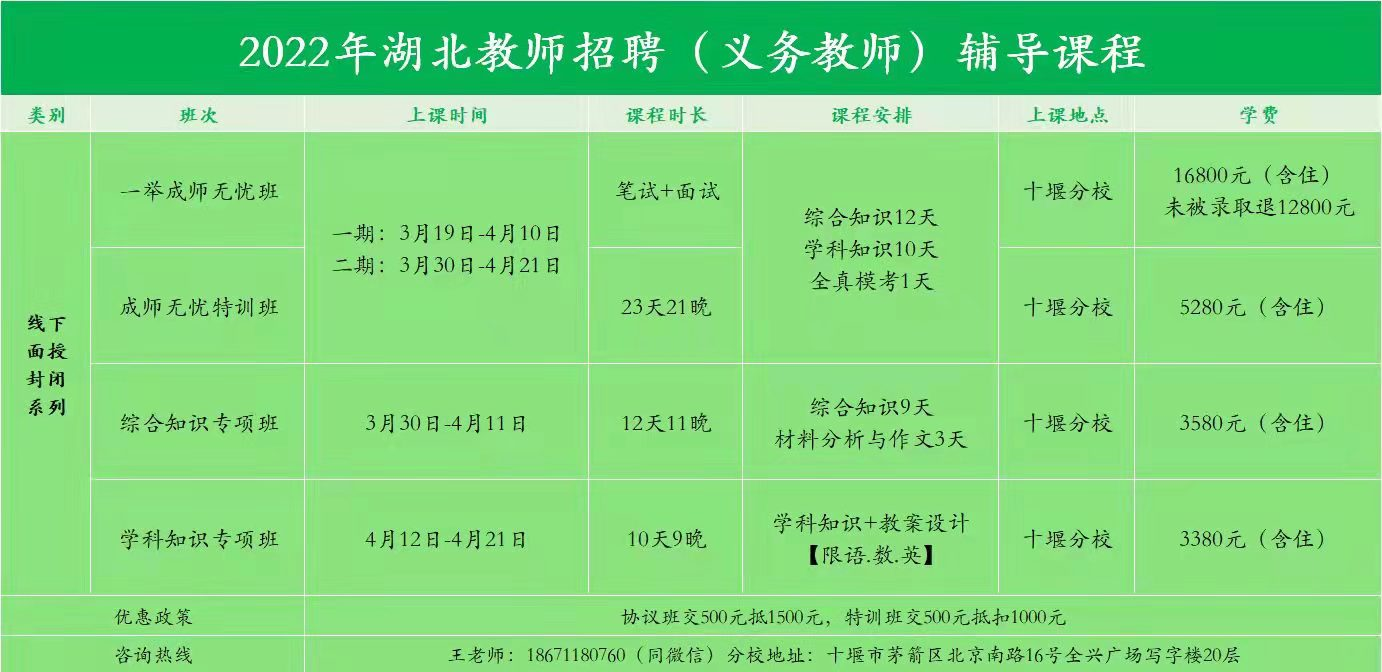 2022年湖北教师招聘（义务教师）辅导课程
类别 班次 上课时间 课程时长 课程安排 上课地点 学费
线下
面授
封闭
系列
一举成师无忧班
一期：3月19日-4月10日
二期：3月30日-4月21日
笔试+面试
综合知识12天
学科知识10天
全真模考1天
十堰分校
16800元（含住）
未被录取退12800元
成师无忧特训班
23天21晚
十堰分校
5280元（含住）
综合知识专项班
3月30日-4月11日
12天11晚
综合知识9天
材料分析与作文3天
十堰分校
3580元（含住）
学科知识专项班
4月12日-4月21日
10天9晚
学科知识+教案设计
【限语.数.英】
十堰分校
3380元（含住）
优惠政策 协议班交500元抵1500元，特训班交500元抵扣1000元
咨询热线 王老师：18671180760（同微信）分校地址：十堰市茅箭区北京南路16号全兴广场写字楼20层